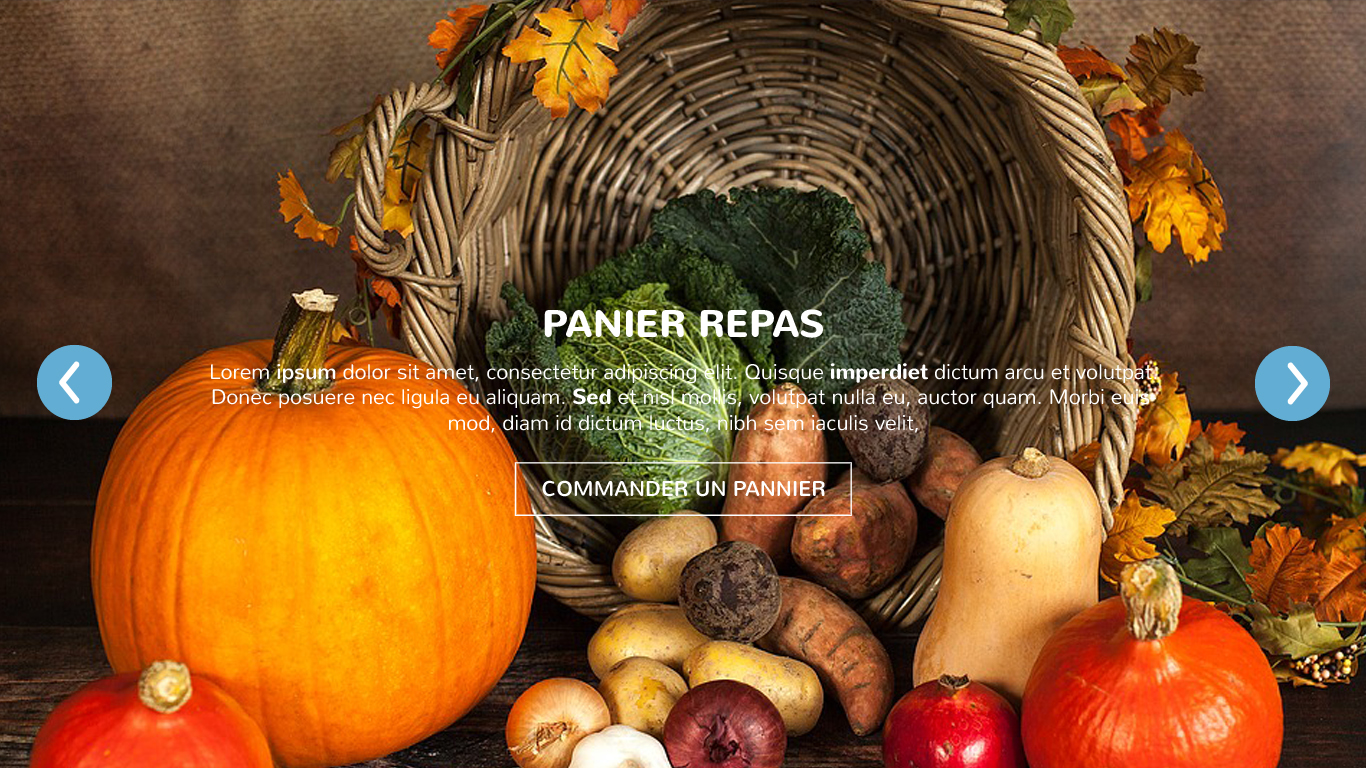 PANIER REPAS
Lorem ipsum dolor sit amet, consectetur adipiscing elit. Quisque imperdiet dictum arcu et volutpat.
Donec posuere nec ligula eu aliquam. Sed et nisl mollis, volutpat nulla eu, auctor quam. Morbi euis-
mod, diam id dictum luctus, nibh sem iaculis velit,
COMMANDER UN PANNIER